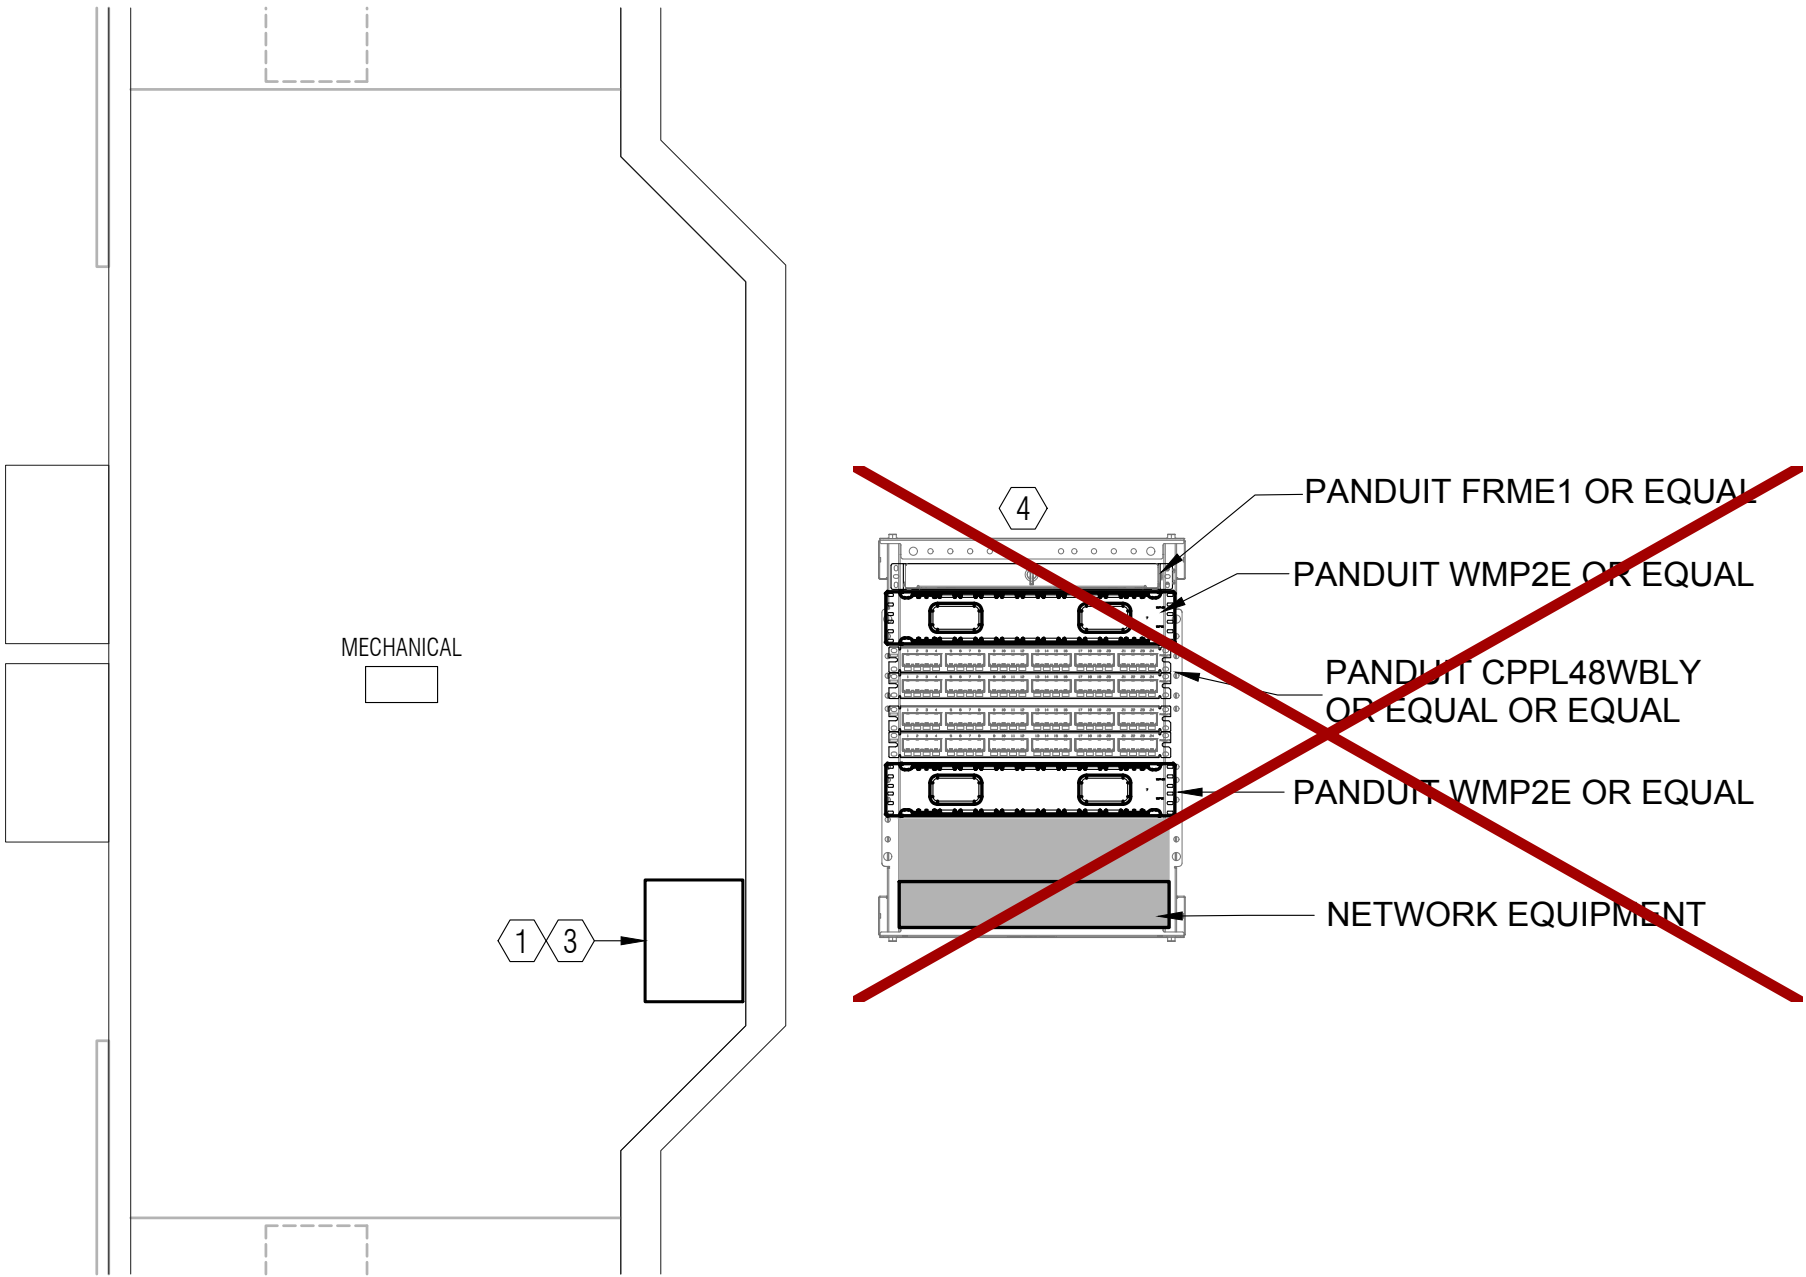 MECHANICAL
1 3
4
PANDUIT FRME1 OR EQUAL
PANDUIT WMP2E OR EQUAL
PANDUIT CPPL48WBLY
OR EQUAL OR EQUAL
PANDUIT WMP2E OR EQUAL
NETWORK EQUIPMENT